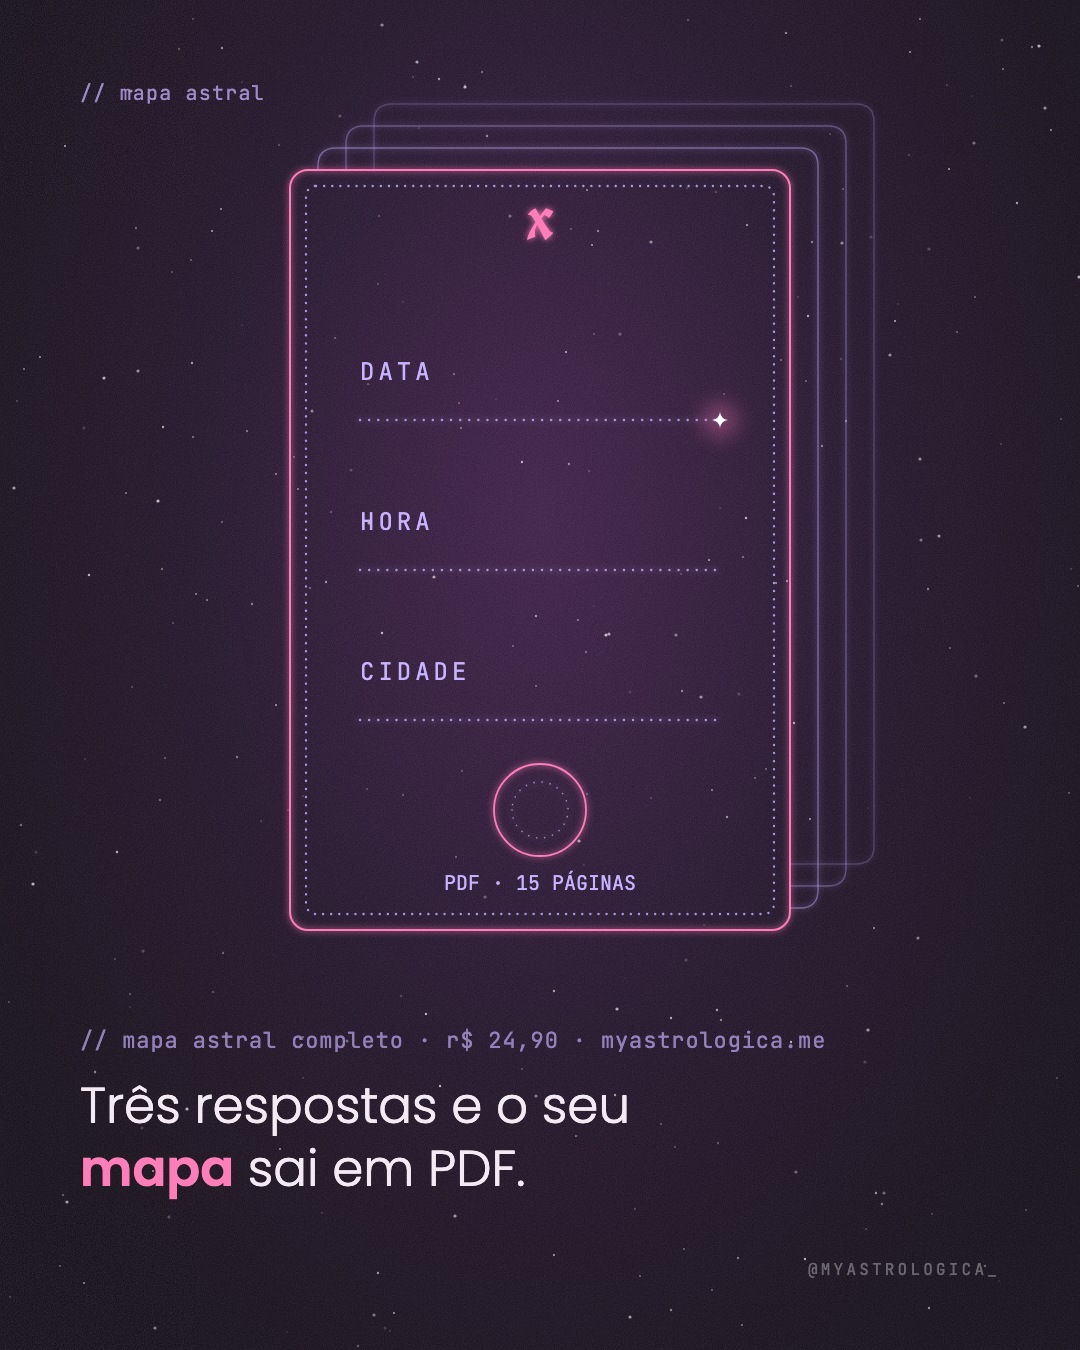 // mapa astral
x
DATA
HORA
CIDADE
PDF · 15 PÁGINAS
// mapa astral completo · r$ 24,90 · myastrologica.me
Três respostas e o seu
mapa sai em PDF.
@MYASTROLOGICA_